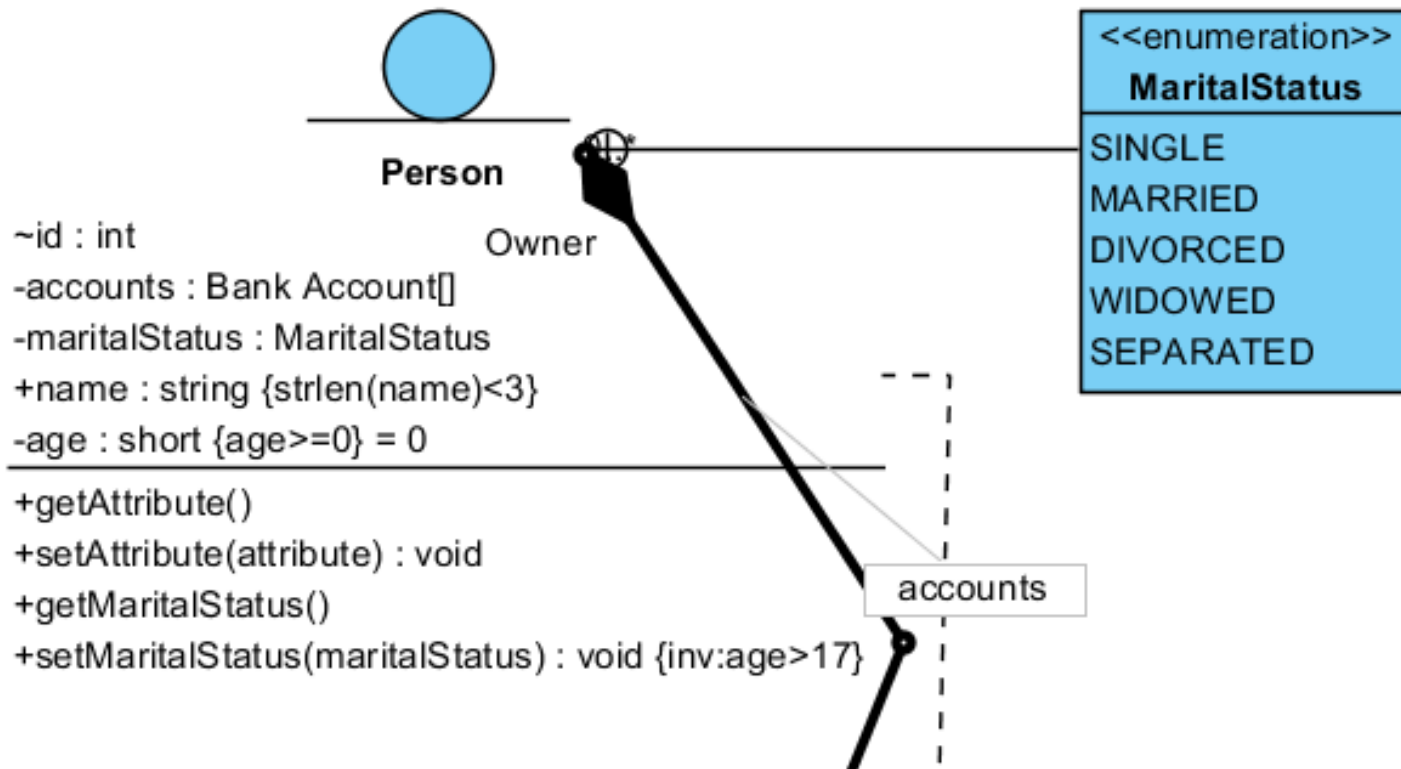 <<enumeration>>
MaritalStatus
SINGLE
MARRIED
DIVORCED
WIDOWED
SEPARATED
Person
Owner
~id : int
-accounts : Bank Account[]
-maritalStatus : MaritalStatus
+name : string {strlen(name)<3}
-age : short {age>=0} = 0
+getAttribute()
+setAttribute(attribute) : void
+getMaritalStatus()
+setMaritalStatus(maritalStatus) : void {inv:age>17}
accounts